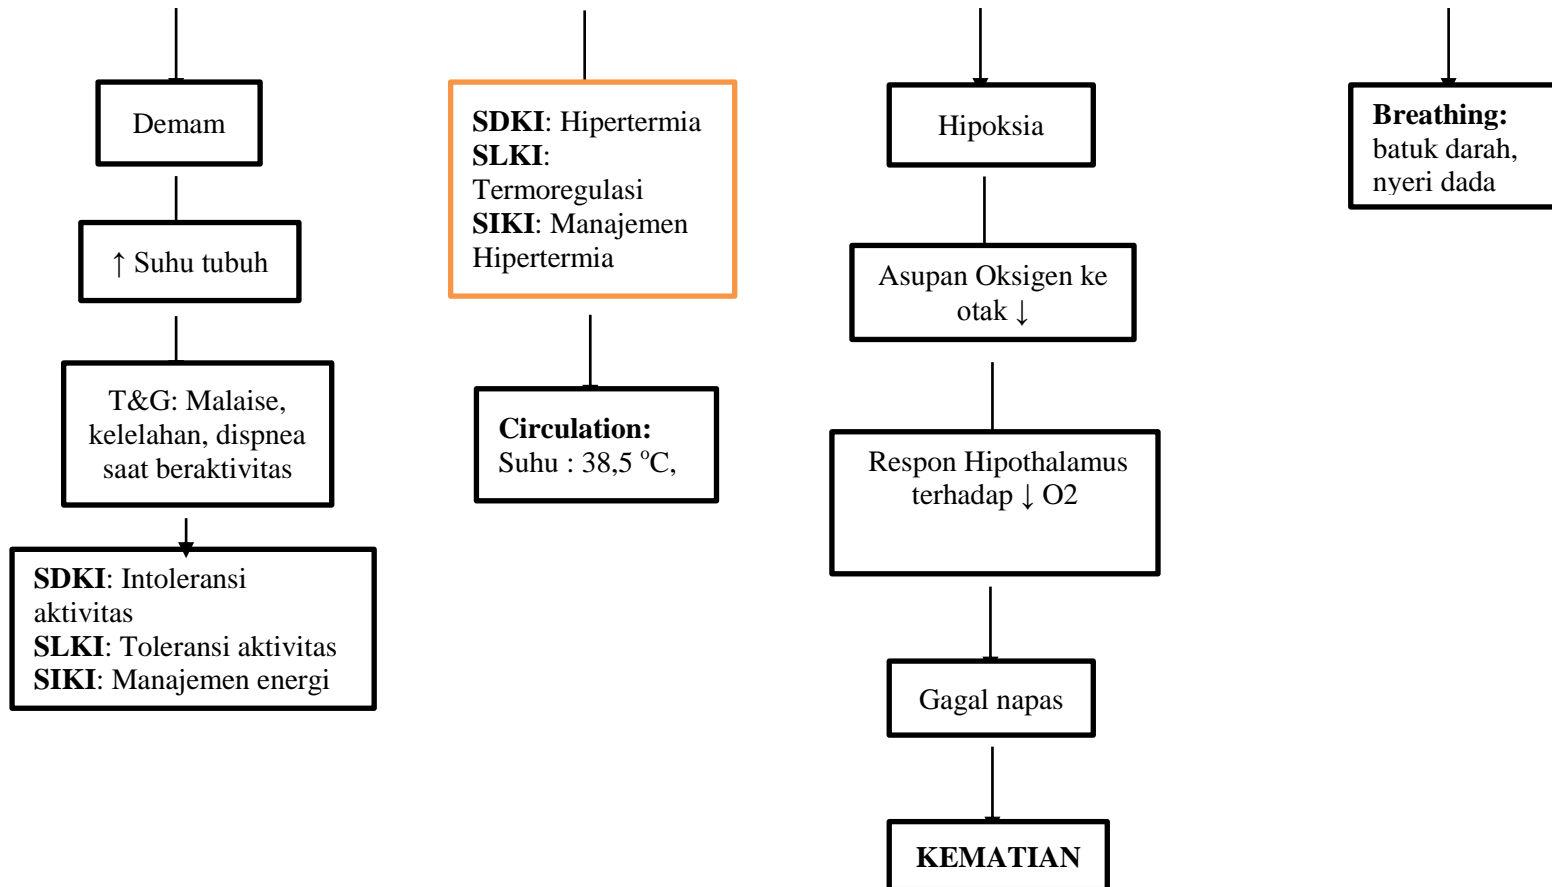 Demam
↑ Suhu tubuh
T&G: Malaise,
kelelahan, dispnea
saat beraktivitas
SDKI: Intoleransi
aktivitas
SLKI: Toleransi aktivitas
SIKI: Manajemen energi
SDKI: Hipertermia
SLKI:
Termoregulasi
SIKI: Manajemen
Hipertermia
Circulation:
Suhu : 38,5 °C,
Hipoksia
Asupan Oksigen ke
otak ↓
Respon Hipothalamus
terhadap ↓ O2
Gagal napas
KEMATIAN
Breathing:
batuk darah,
nyeri dada